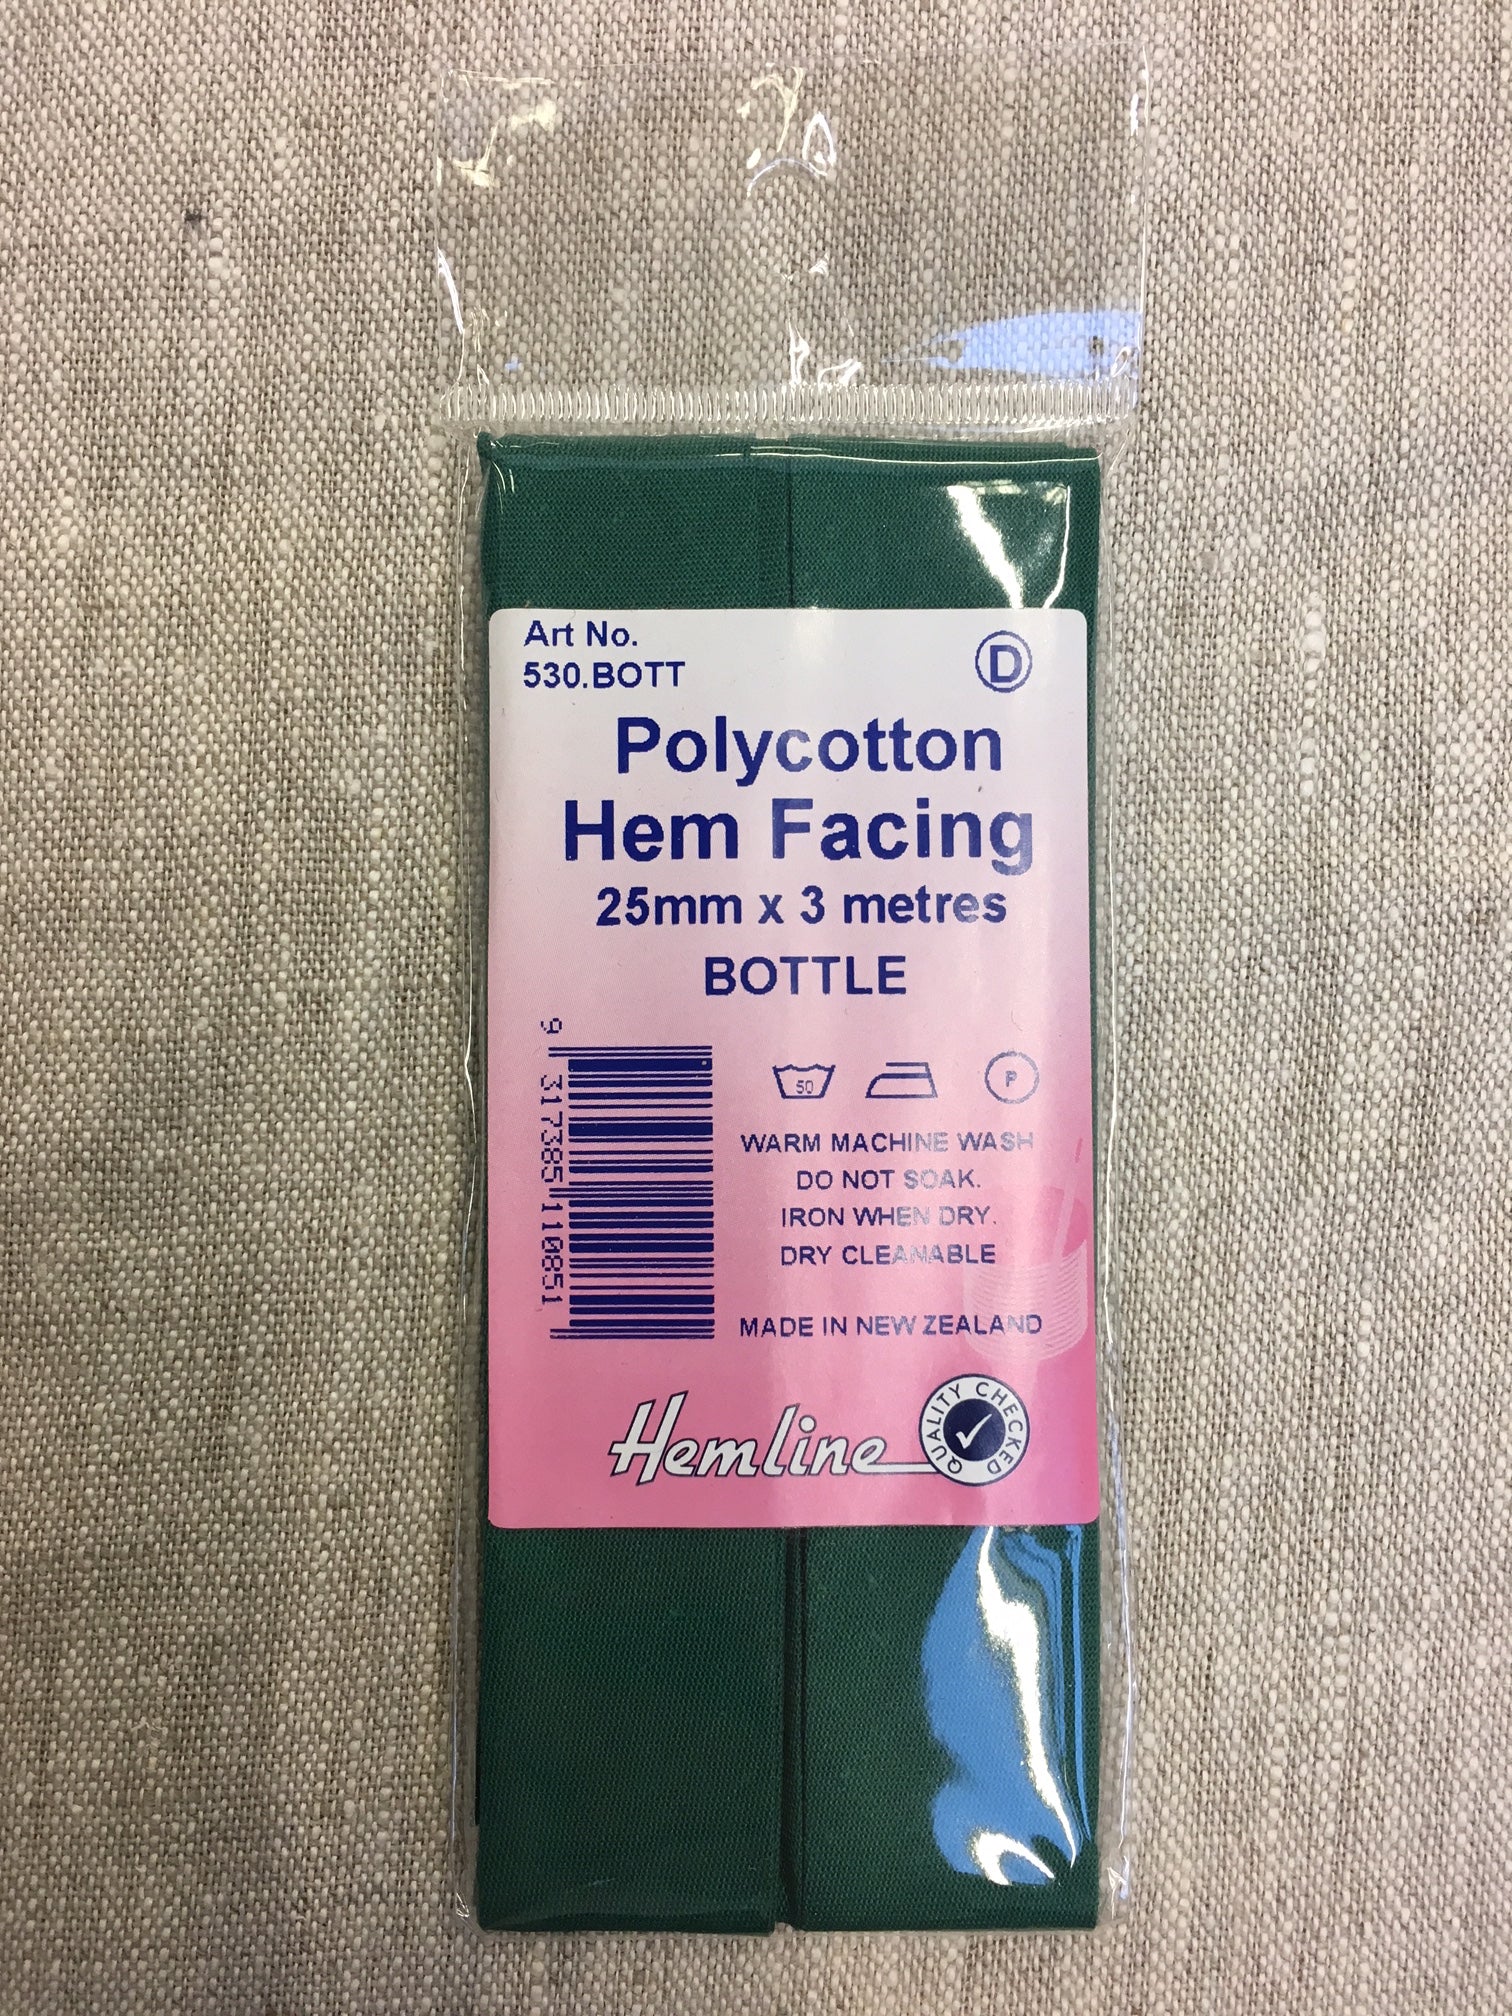 Art No.
530.BOTT
D
Polycotton
Hem Facing
25mm x 3 metres
BOTTLE
9 317385 110851
50
P
WARM MACHINE WASH
DO NOT SOAK.
IRON WHEN DRY.
DRY CLEANABLE
MADE IN NEW ZEALAND
Hemline
QUALITY CHECKED